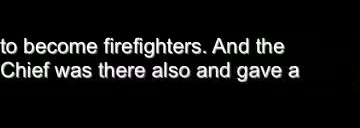 to become firefighters. And the
Chief was there also and gave a